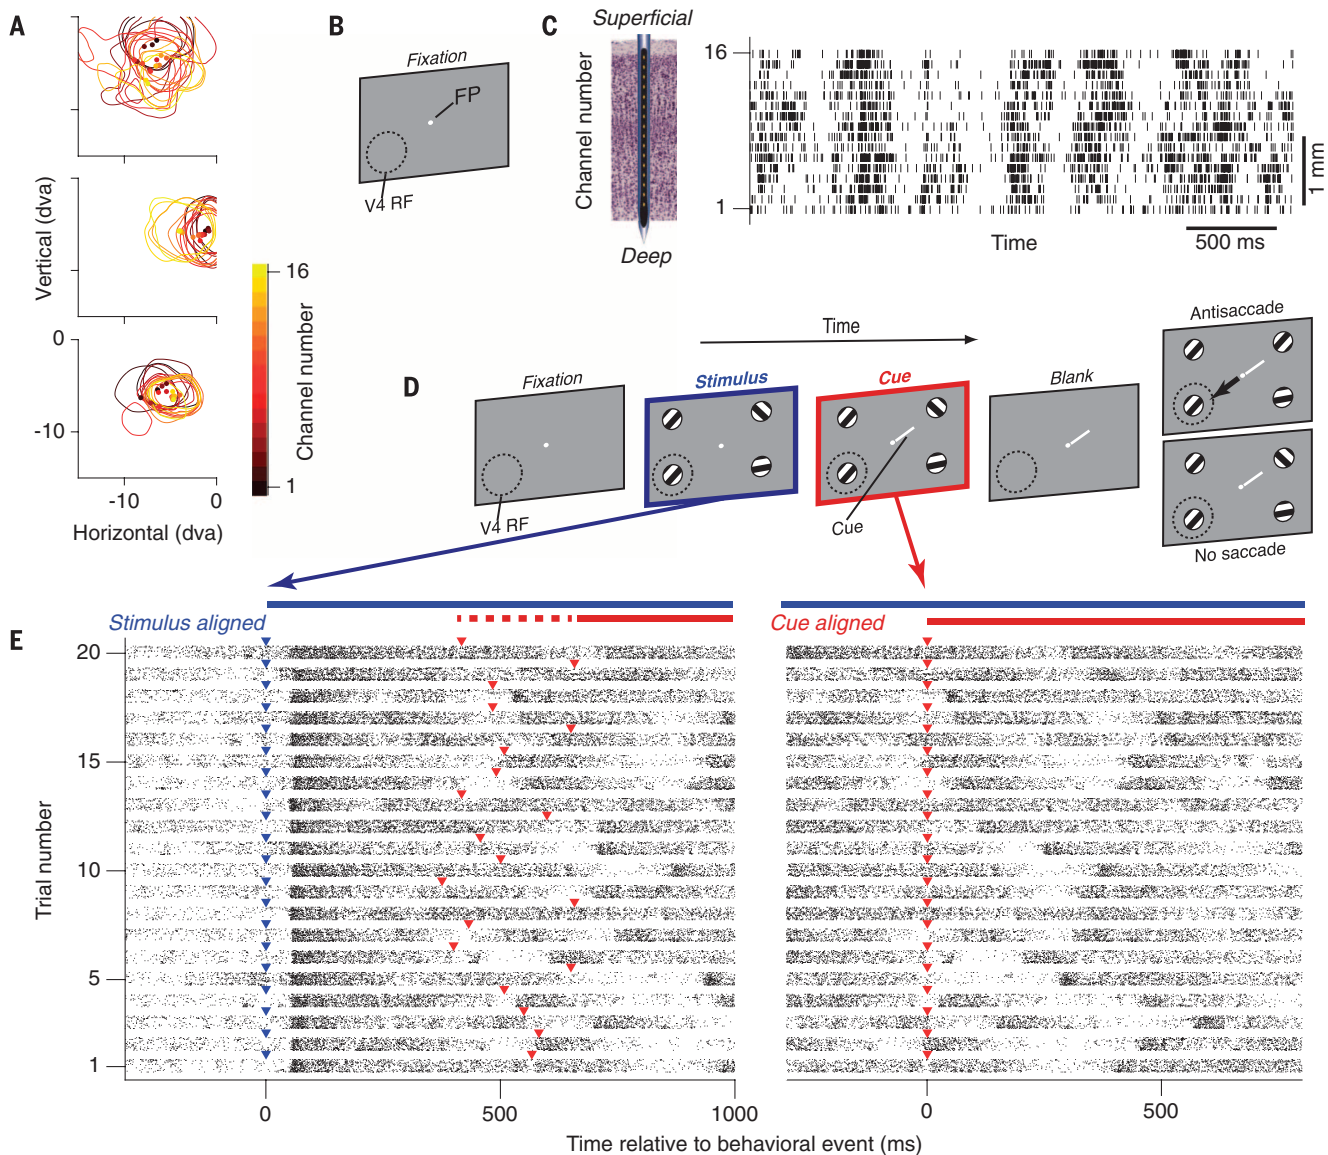 A
Vertical (dva)
0
-10
-10
0
Horizontal (dva)
16
Channel number
1
B
Fixation
FP
V4 RF
C
Superficial
Channel number
16
1
Deep
Time
500 ms
1 mm
D
Time
Fixation
V4 RF
Stimulus
Cue
Cue
Blank
Antisaccade
No saccade
E
Stimulus aligned
Cue aligned
Trial number
20
15
10
5
1
0
500
1000
0
500
Time relative to behavioral event (ms)